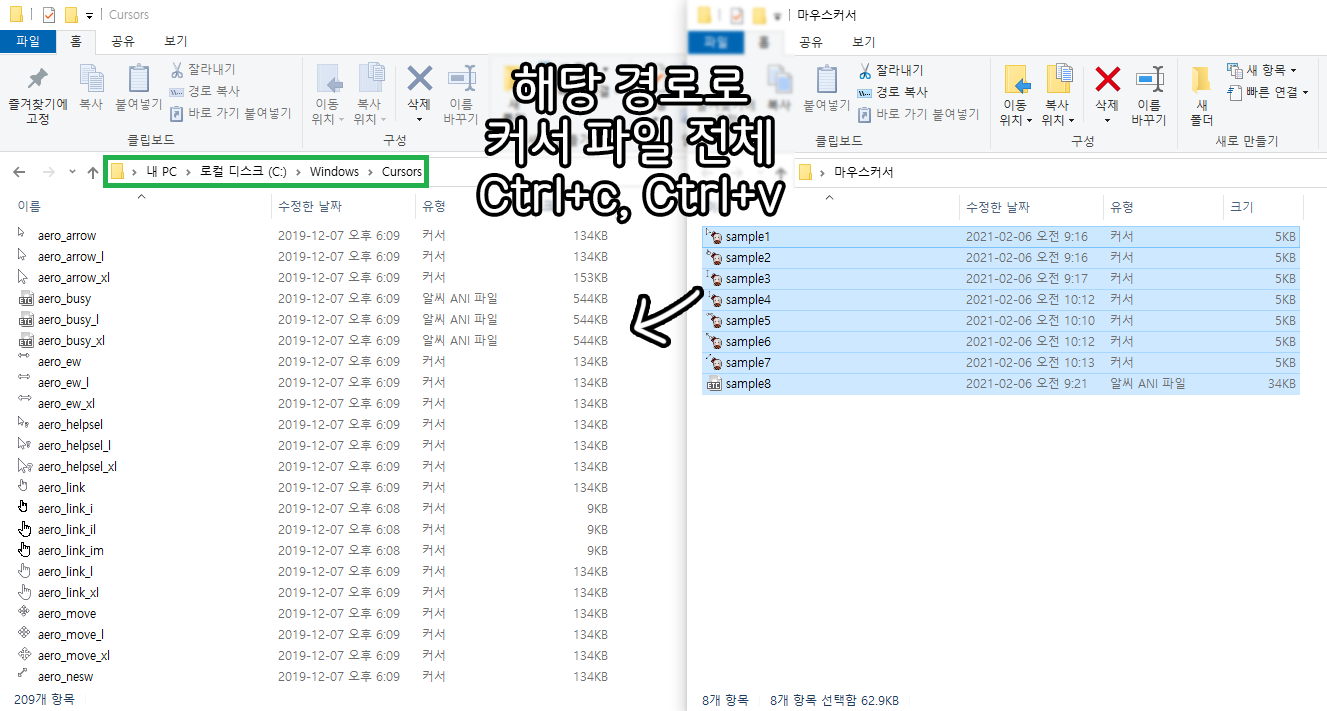 Cursors
파일 홈 공유 보기
즐겨찾기에 고정
복사
붙여넣기
잘라내기
경로 복사
바로 가기 붙여넣기
클립보드
이동 위치
복사 위치
삭제
이름 바꾸기
구성
내 PC > 로컬 디스크 (C:) > Windows > Cursors
이름 수정한 날짜 유형
aero_arrow 2019-12-07 오후 6:09 커서 134KB
aero_arrow_l 2019-12-07 오후 6:09 커서 134KB
aero_arrow_xl 2019-12-07 오후 6:09 커서 153KB
aero_busy 2019-12-07 오후 6:09 알씨 ANI 파일 544KB
aero_busy_l 2019-12-07 오후 6:09 알씨 ANI 파일 544KB
aero_busy_xl 2019-12-07 오후 6:09 알씨 ANI 파일 544KB
aero_ew 2019-12-07 오후 6:09 커서 134KB
aero_ew_l 2019-12-07 오후 6:09 커서 134KB
aero_ew_xl 2019-12-07 오후 6:09 커서 134KB
aero_helpsel 2019-12-07 오후 6:09 커서 134KB
aero_helpsel_l 2019-12-07 오후 6:09 커서 134KB
aero_helpsel_xl 2019-12-07 오후 6:09 커서 134KB
aero_link 2019-12-07 오후 6:09 커서 134KB
aero_link_i 2019-12-07 오후 6:08 커서 9KB
aero_link_il 2019-12-07 오후 6:08 커서 9KB
aero_link_im 2019-12-07 오후 6:08 커서 9KB
aero_link_l 2019-12-07 오후 6:09 커서 134KB
aero_link_xl 2019-12-07 오후 6:09 커서 134KB
aero_move 2019-12-07 오후 6:09 커서 134KB
aero_move_l 2019-12-07 오후 6:09 커서 134KB
aero_move_xl 2019-12-07 오후 6:09 커서 134KB
aero_nesw 2019-12-07 오후 6:09 커서 134KB
209개 항목
해당 경로로
커서 파일 전체
Ctrl+c, Ctrl+v
마우스커서
파일 홈 공유 보기
복사
붙여넣기
잘라내기
경로 복사
바로 가기 붙여넣기
클립보드
이동 위치
복사 위치
삭제
이름 바꾸기
구성
새 폴더
새 항목
빠른 연결
새로 만들기
> 마우스커서
수정한 날짜 유형 크기
sample1 2021-02-06 오전 9:16 커서 5KB
sample2 2021-02-06 오전 9:16 커서 5KB
sample3 2021-02-06 오전 9:17 커서 5KB
sample4 2021-02-06 오전 10:12 커서 5KB
sample5 2021-02-06 오전 10:10 커서 5KB
sample6 2021-02-06 오전 10:12 커서 5KB
sample7 2021-02-06 오전 10:13 커서 5KB
sample8 2021-02-06 오전 9:21 알씨 ANI 파일 34KB
8개 항목 8개 항목 선택함 62.9KB